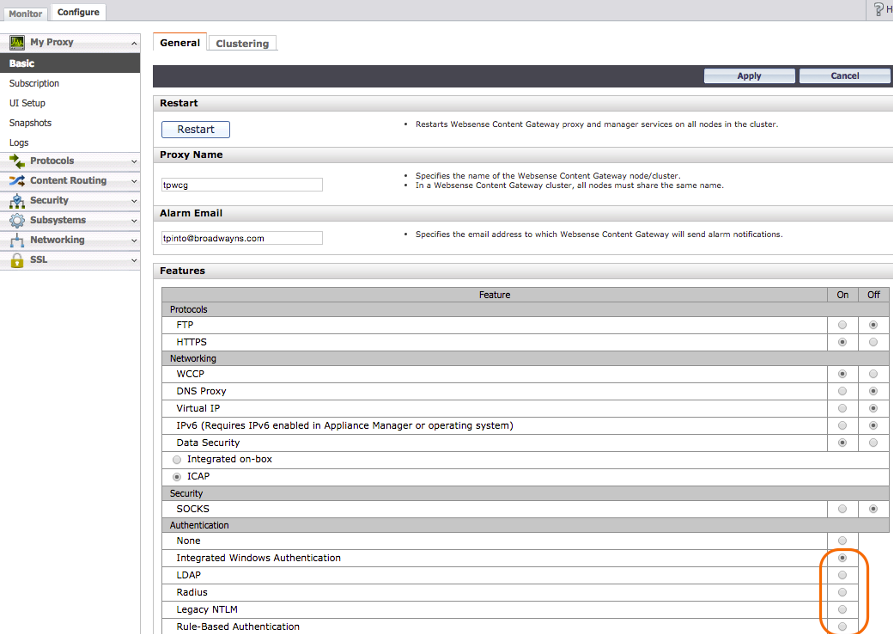 Monitor
Configure
H
My Proxy
Basic
Subscription
UI Setup
Snapshots
Logs
Protocols
Content Routing
Security
Subsystems
Networking
SSL
General
Clustering
Apply
Cancel
Restart
Restart
• Restarts Websense Content Gateway proxy and manager services on all nodes in the cluster.
Proxy Name
tpwcg
• Specifies the name of the Websense Content Gateway node/cluster.
• In a Websense Content Gateway cluster, all nodes must share the same name.
Alarm Email
tpinto@broadwayns.com
• Specifies the email address to which Websense Content Gateway will send alarm notifications.
Features
Feature On Off
Protocols
FTP
HTTPS
Networking
WCCP
DNS Proxy
Virtual IP
IPv6 (Requires IPv6 enabled in Appliance Manager or operating system)
Data Security
Integrated on-box
ICAP
Security
SOCKS
Authentication
None
Integrated Windows Authentication
LDAP
Radius
Legacy NTLM
Rule-Based Authentication